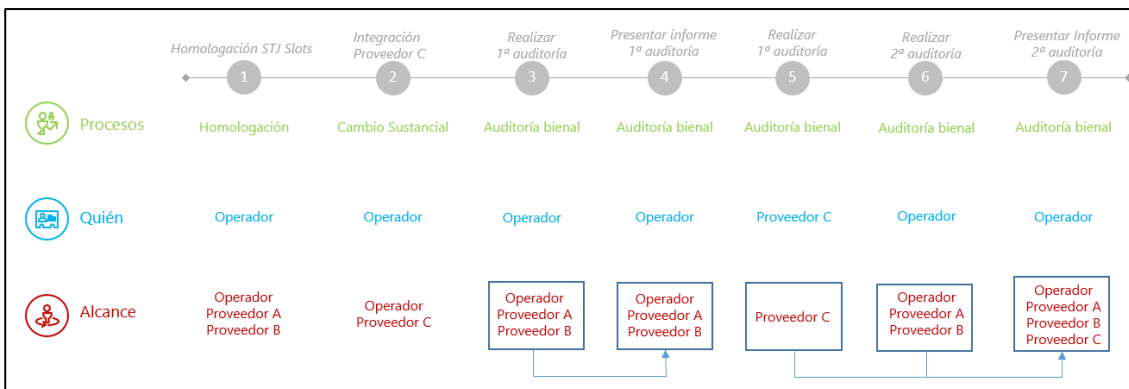 Homologación STJ Slots
Integración
Proveedor C
Realizar
1ª auditoría
Presentar informe
1ª auditoría
Realizar
1ª auditoría
Realizar
2ª auditoría
Presentar Informe
2ª auditoría
1
2
3
4
5
6
7
Procesos
Homologación
Cambio Sustancial
Auditoría bienal
Auditoría bienal
Auditoría bienal
Auditoría bienal
Auditoría bienal
Quién
Operador
Operador
Operador
Operador
Proveedor C
Operador
Operador
Alcance
Operador
Proveedor A
Proveedor B
Operador
Proveedor C
Operador
Proveedor A
Proveedor B
Operador
Proveedor A
Proveedor B
Proveedor C
Operador
Proveedor A
Proveedor B
Operador
Proveedor A
Proveedor B
Proveedor C